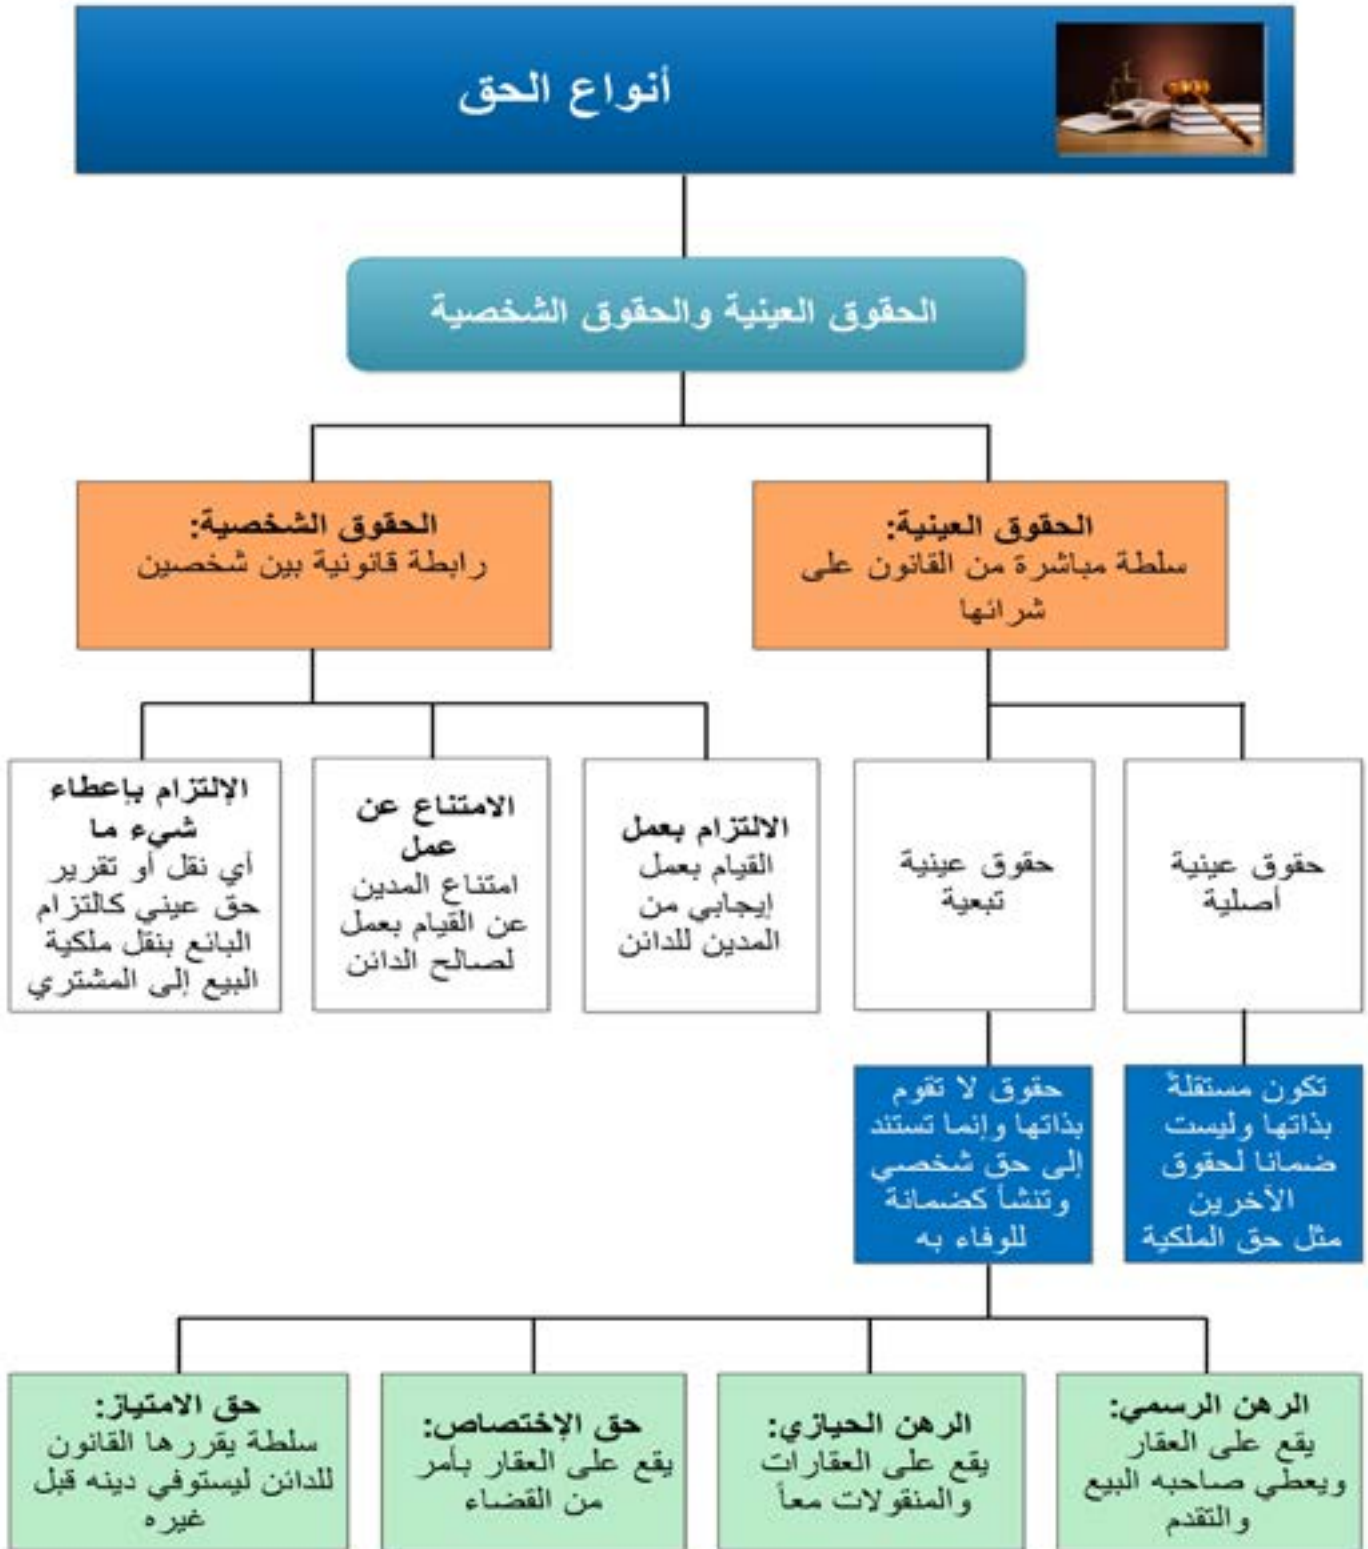 أنواع الحق
الحقوق العينية والحقوق الشخصية
الحقوق العينية:
سلطة مباشرة من القانون على
شرائها
الحقوق الشخصية:
رابطة قانونية بين شخصين
حقوق عينية
أصلية
حقوق عينية
تبعية
الالتزام بعمل
القيام بعمل
إيجابي من
المدين للدائن
الامتناع عن
عمل
امتناع المدين
عن القيام بعمل
لصالح الدائن
الإلتزام بإعطاء
شيء ما
أي نقل أو تقرير
حق عيني كالتزام
البائع بنقل ملكية
البيع إلى المشتري
تكون مستقلةً
بذاتها وليست
ضمانا لحقوق
الآخرين
مثل حق الملكية
حقوق لا تقوم
بذاتها وإنما تستند
إلى حق شخصي
وتنشأ كضمانة
للوفاء به
الرهن الرسمي:
يقع على العقار
ويعطي صاحبه البيع
والتقدم
الرهن الحيازي:
يقع على العقارات
والمنقولات معاً
حق الإختصاص:
يقع على العقار بأمر
من القضاء
حق الامتياز:
سلطة يقررها القانون
للدائن ليستوفي دينه قبل
غيره